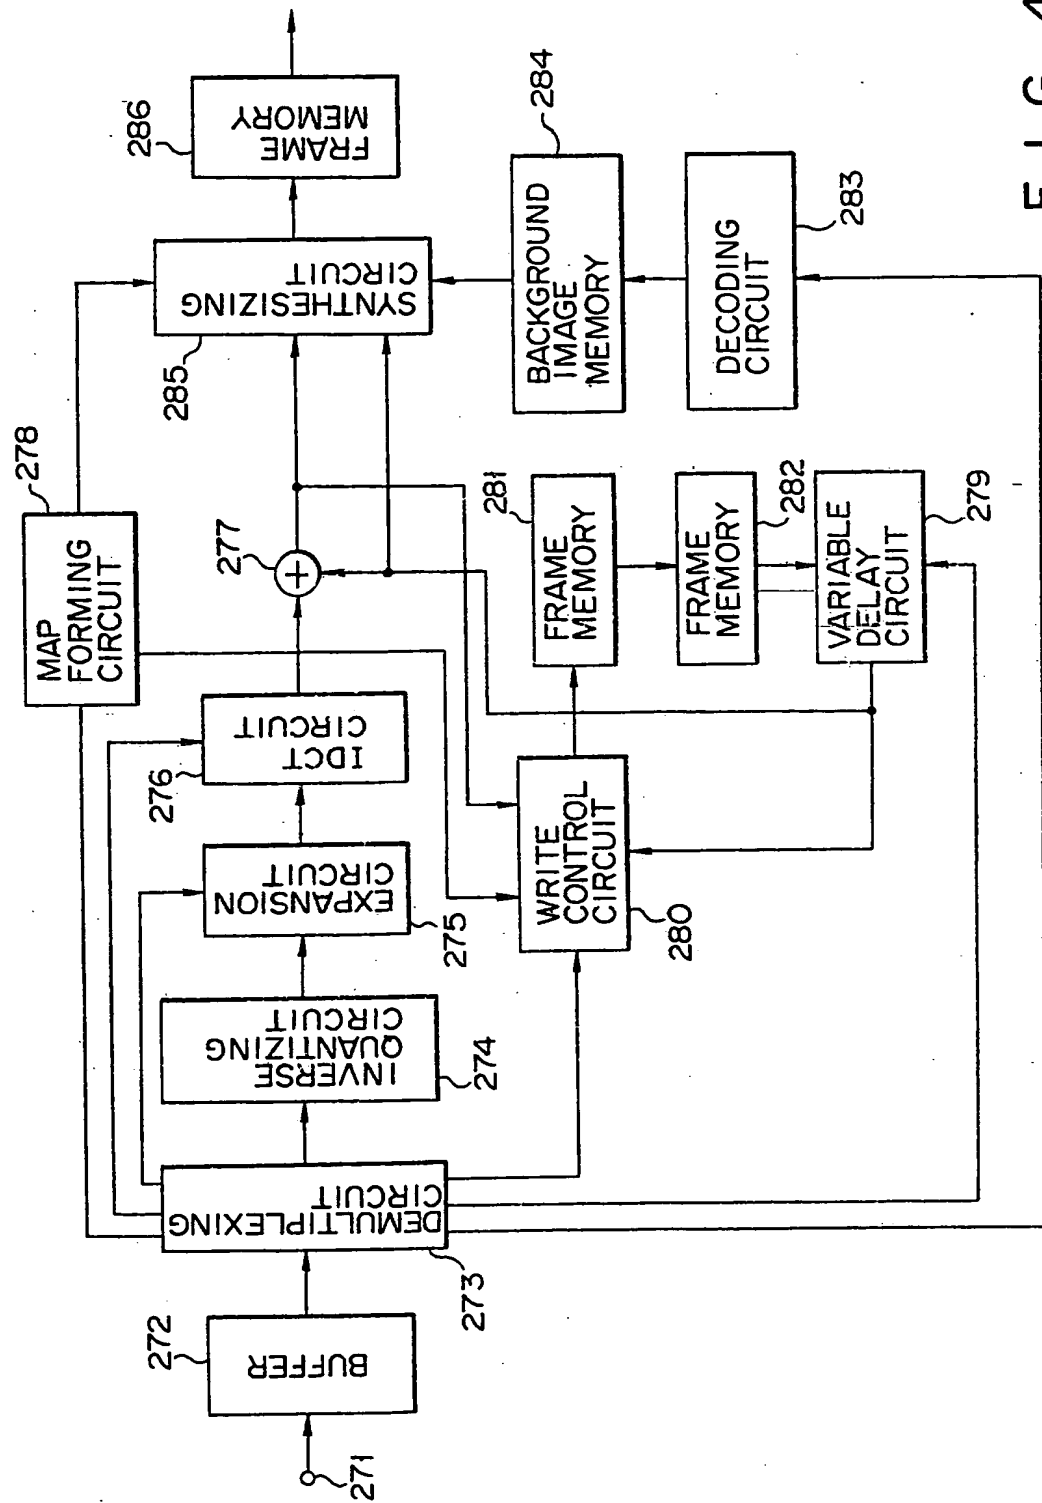 278
MAP
FORMING
CIRCUIT
286
FRAME
MEMORY
285
SYNTHESIZING
CIRCUIT
284
BACKGROUND
IMAGE
MEMORY
283
DECODING
CIRCUIT
277
+
276
IDCT
CIRCUIT
275
EXPANSION
CIRCUIT
274
INVERSE
QUANTIZING
CIRCUIT
273
DEMULTIPLEXING
CIRCUIT
272
BUFFER
271
281
FRAME
MEMORY
282
FRAME
MEMORY
279
VARIABLE
DELAY
CIRCUIT
280
WRITE
CONTROL
CIRCUIT